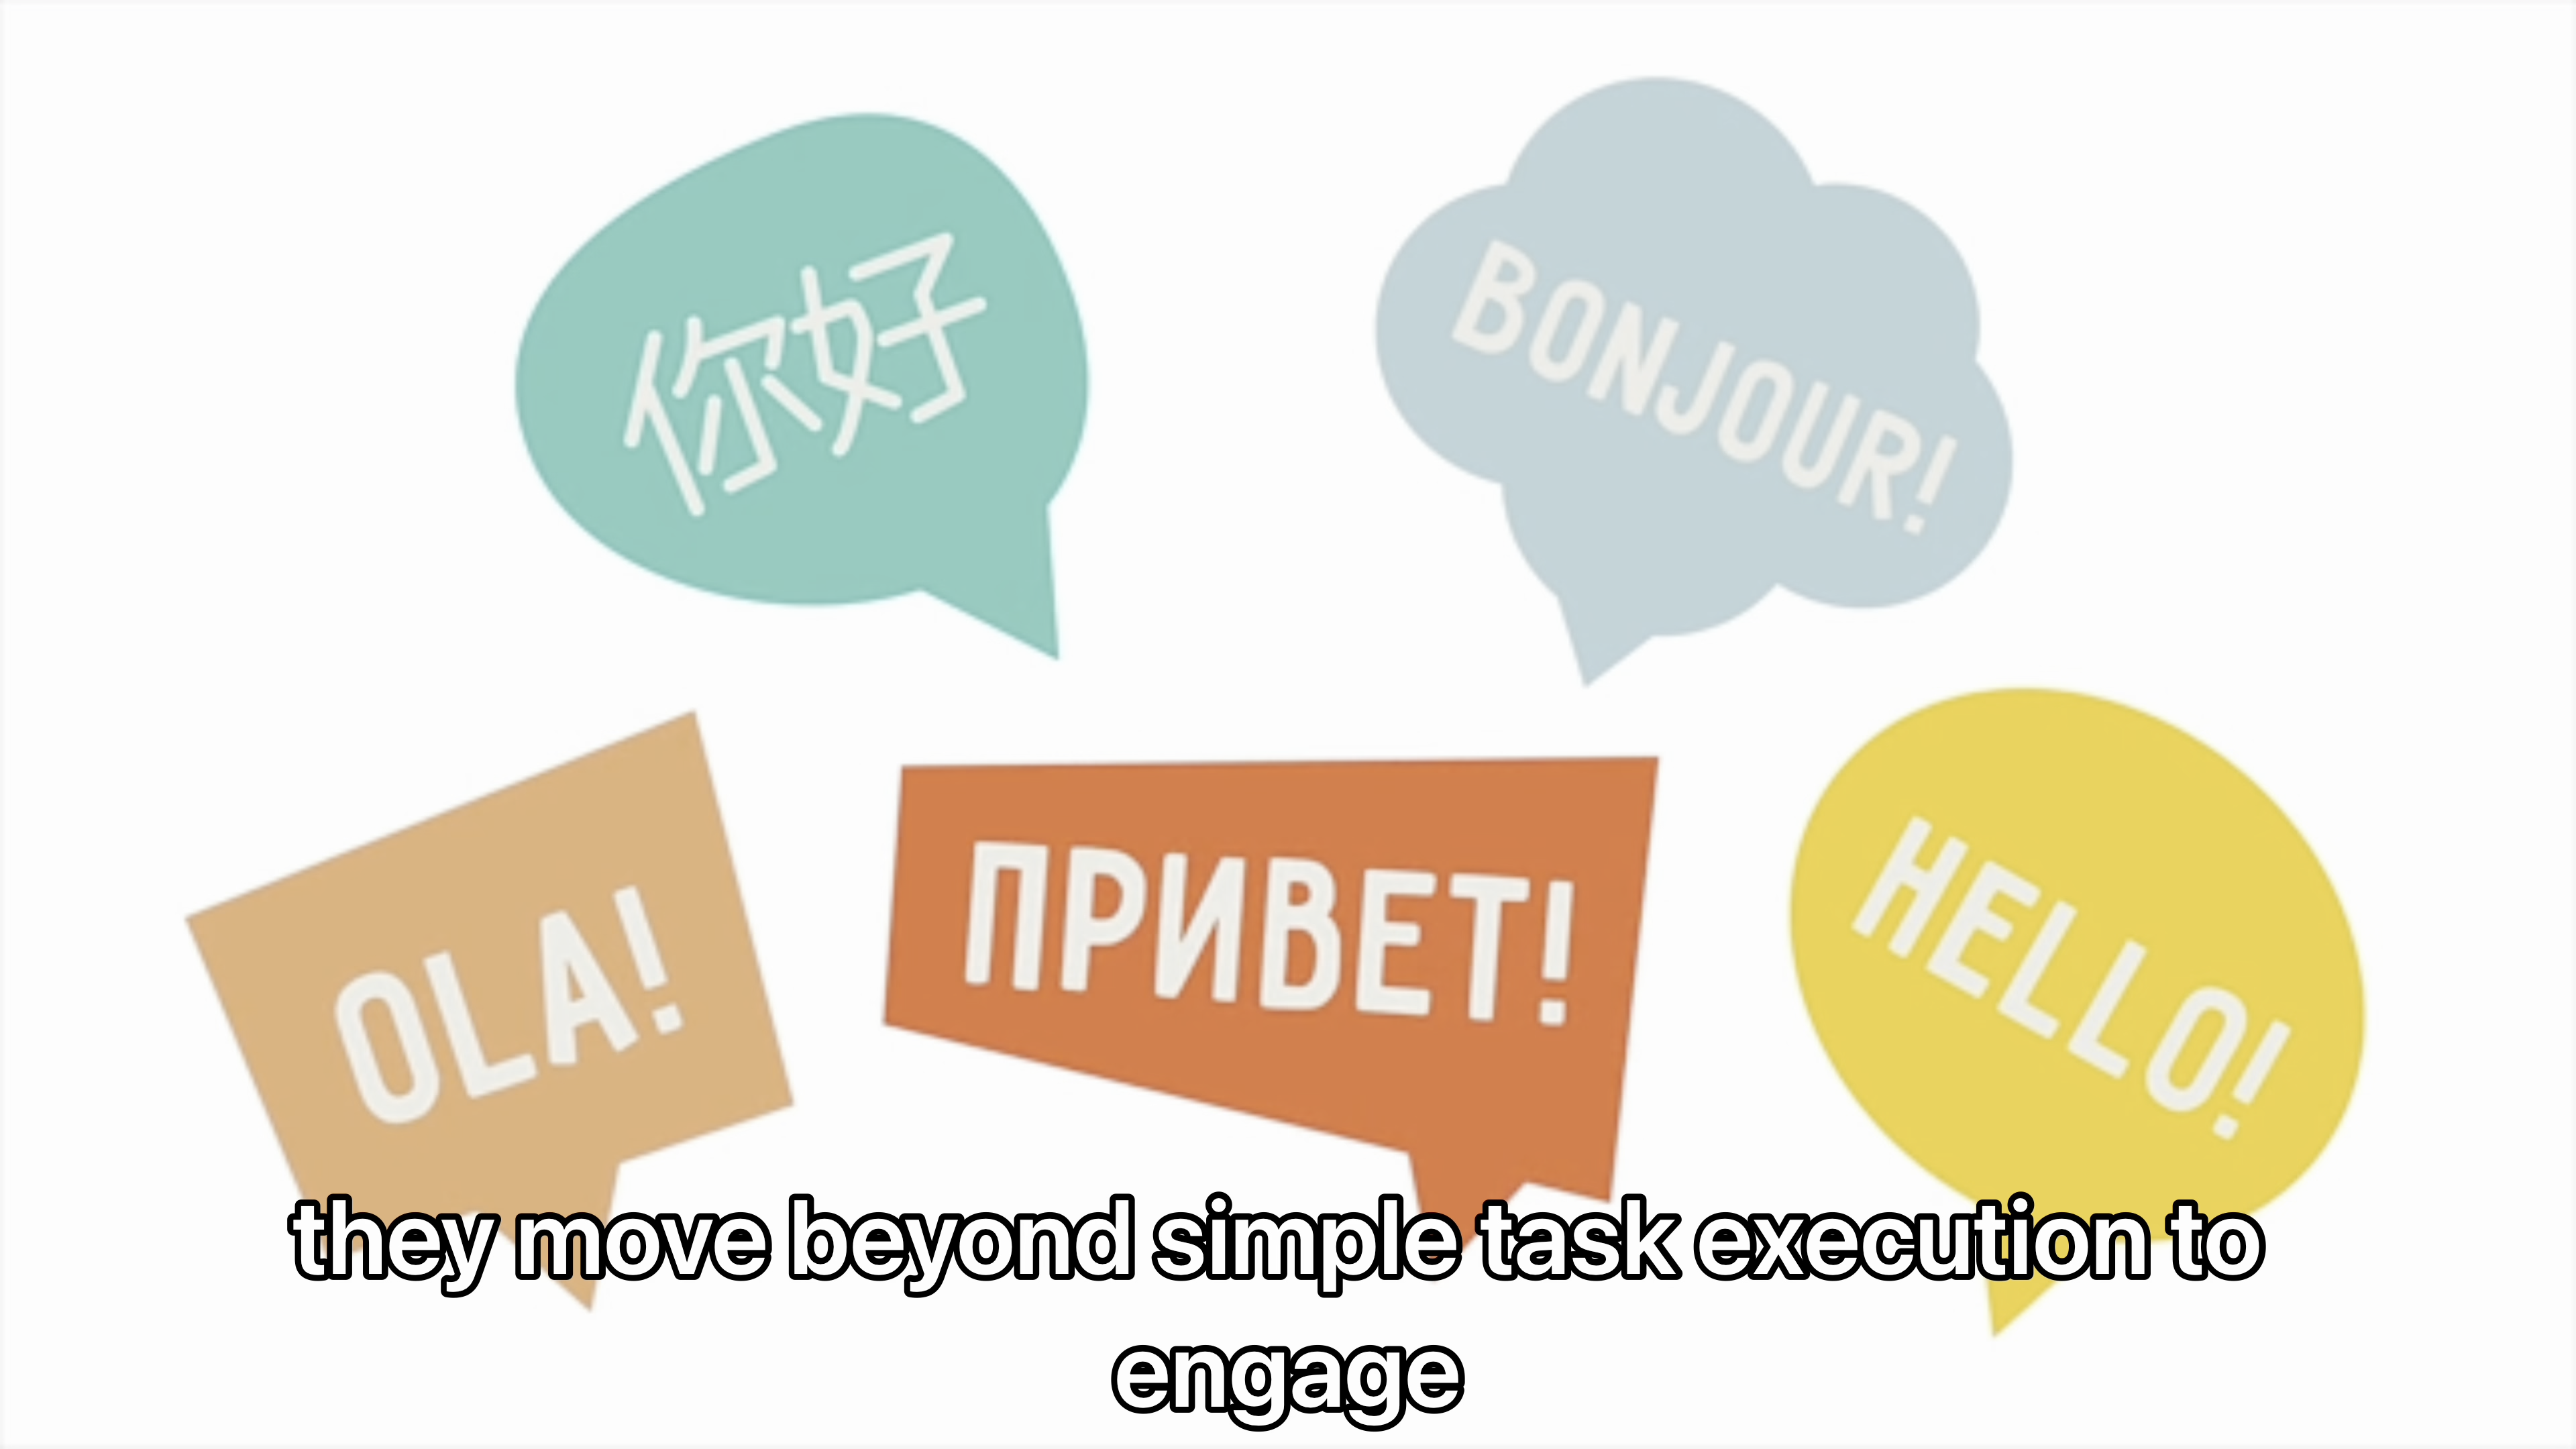 你好
BONJOUR!
OLA!
ПРИВЕТ!
HELLO!
they move beyond simple task execution to
engage